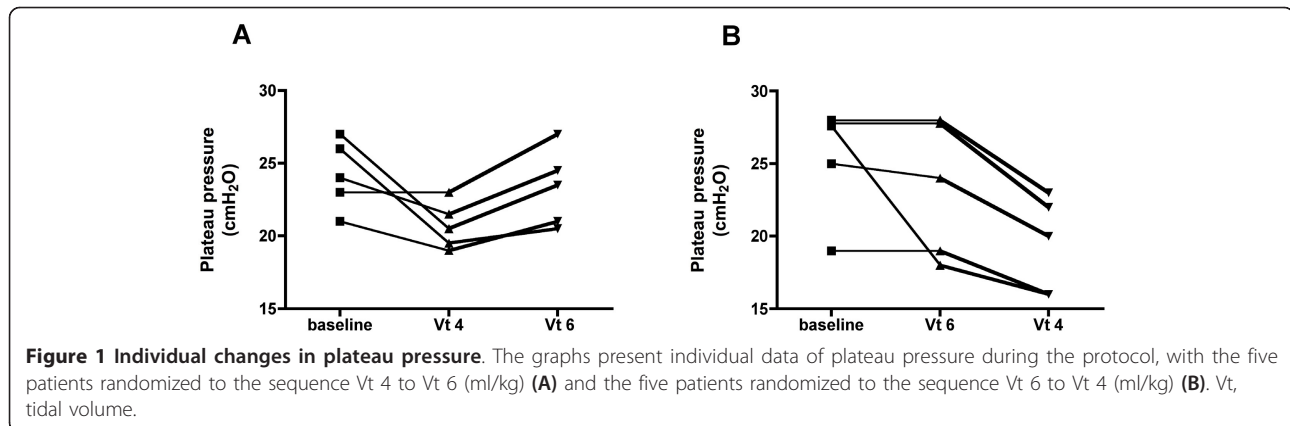 A
B
Plateau pressure
(cmH₂O)
30
25
20
15
baseline
Vt 4
Vt 6
Plateau pressure
(cmH₂O)
30
25
20
15
baseline
Vt 6
Vt 4
Figure 1 Individual changes in plateau pressure. The graphs present individual data of plateau pressure during the protocol, with the five
patients randomized to the sequence Vt 4 to Vt 6 (ml/kg) (A) and the five patients randomized to the sequence Vt 6 to Vt 4 (ml/kg) (B). Vt,
tidal volume.